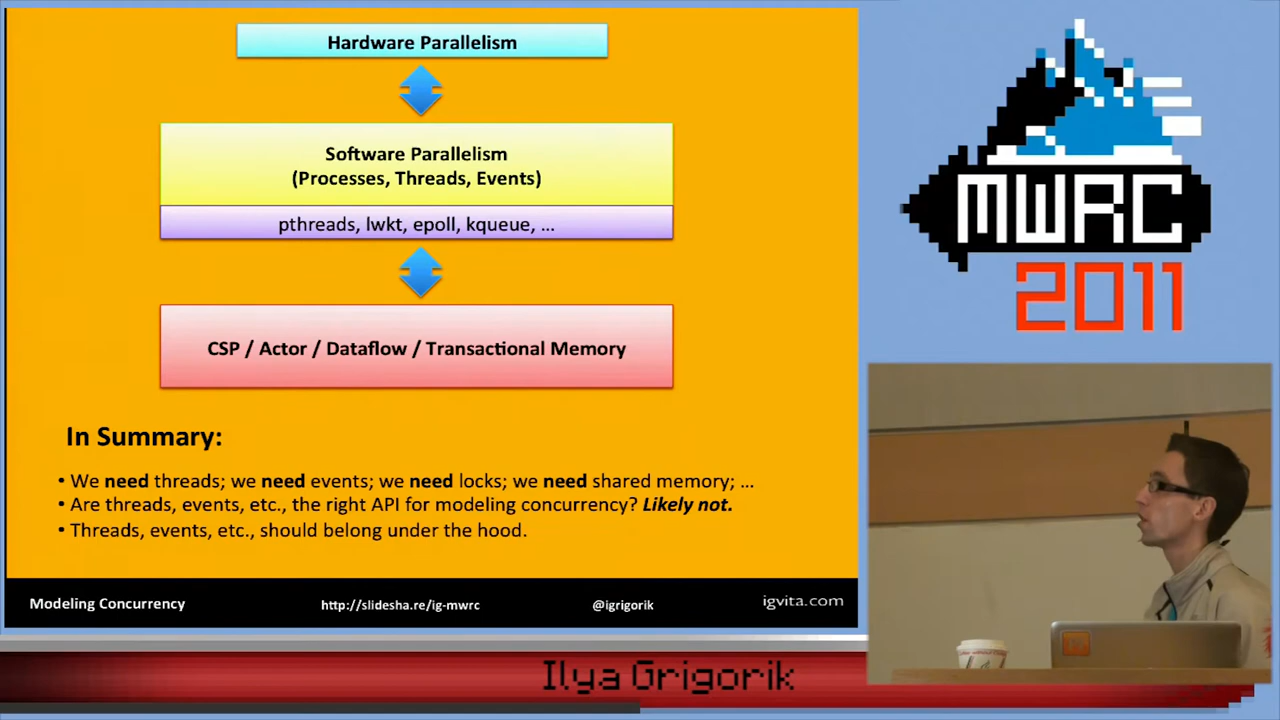 Hardware Parallelism
Software Parallelism
(Processes, Threads, Events)
pthreads, lwkt, epoll, kqueue, ...
CSP / Actor / Dataflow / Transactional Memory
In Summary:
• We need threads; we need events; we need locks; we need shared memory; ...
• Are threads, events, etc., the right API for modeling concurrency? Likely not.
• Threads, events, etc., should belong under the hood.
Modeling Concurrency http://slidesha.re/ig-mwrc @igrigorik igvita.com
MWRC
2011
Ilya Grigorik